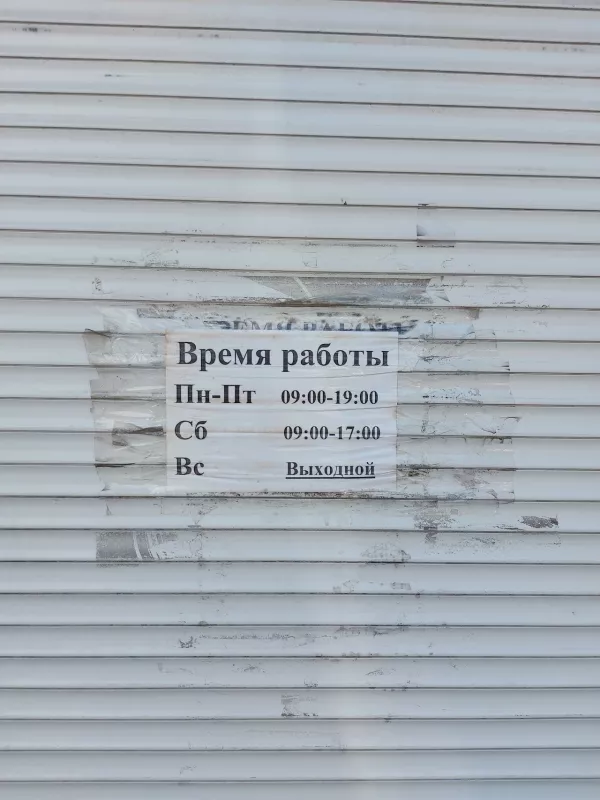 Время работы
Пн-Пт 09:00-19:00
Сб 09:00-17:00
Вс Выходной